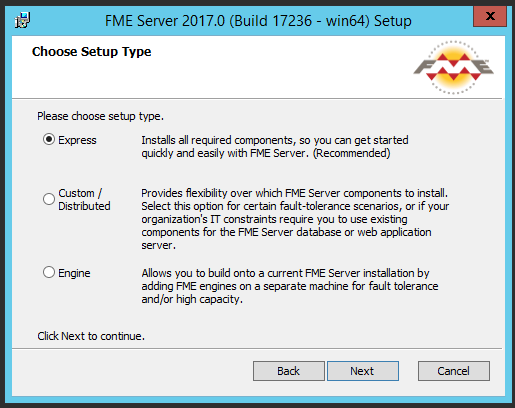 FME Server 2017.0 (Build 17236 - win64) Setup
x
Choose Setup Type
FME
Please choose setup type.
Express
Installs all required components, so you can get started
quickly and easily with FME Server. (Recommended)
Custom /
Distributed
Provides flexibility over which FME Server components to install.
Select this option for certain fault-tolerance scenarios, or if your
organization's IT constraints require you to use existing
components for the FME Server database or web application
server.
Engine
Allows you to build onto a current FME Server installation by
adding FME engines on a separate machine for fault tolerance
and/or high capacity.
Click Next to continue.
Back
Next
Cancel